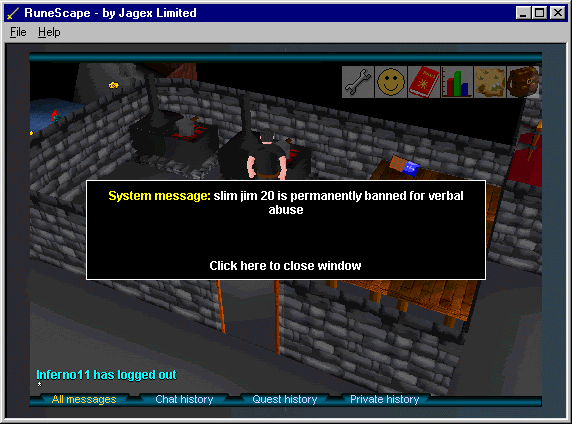 RuneScape - by Jagex Limited
File Help
System message: slim jim 20 is permanently banned for verbal
abuse
Click here to close window
Inferno11 has logged out
*
All messages Chat history Quest history Private history